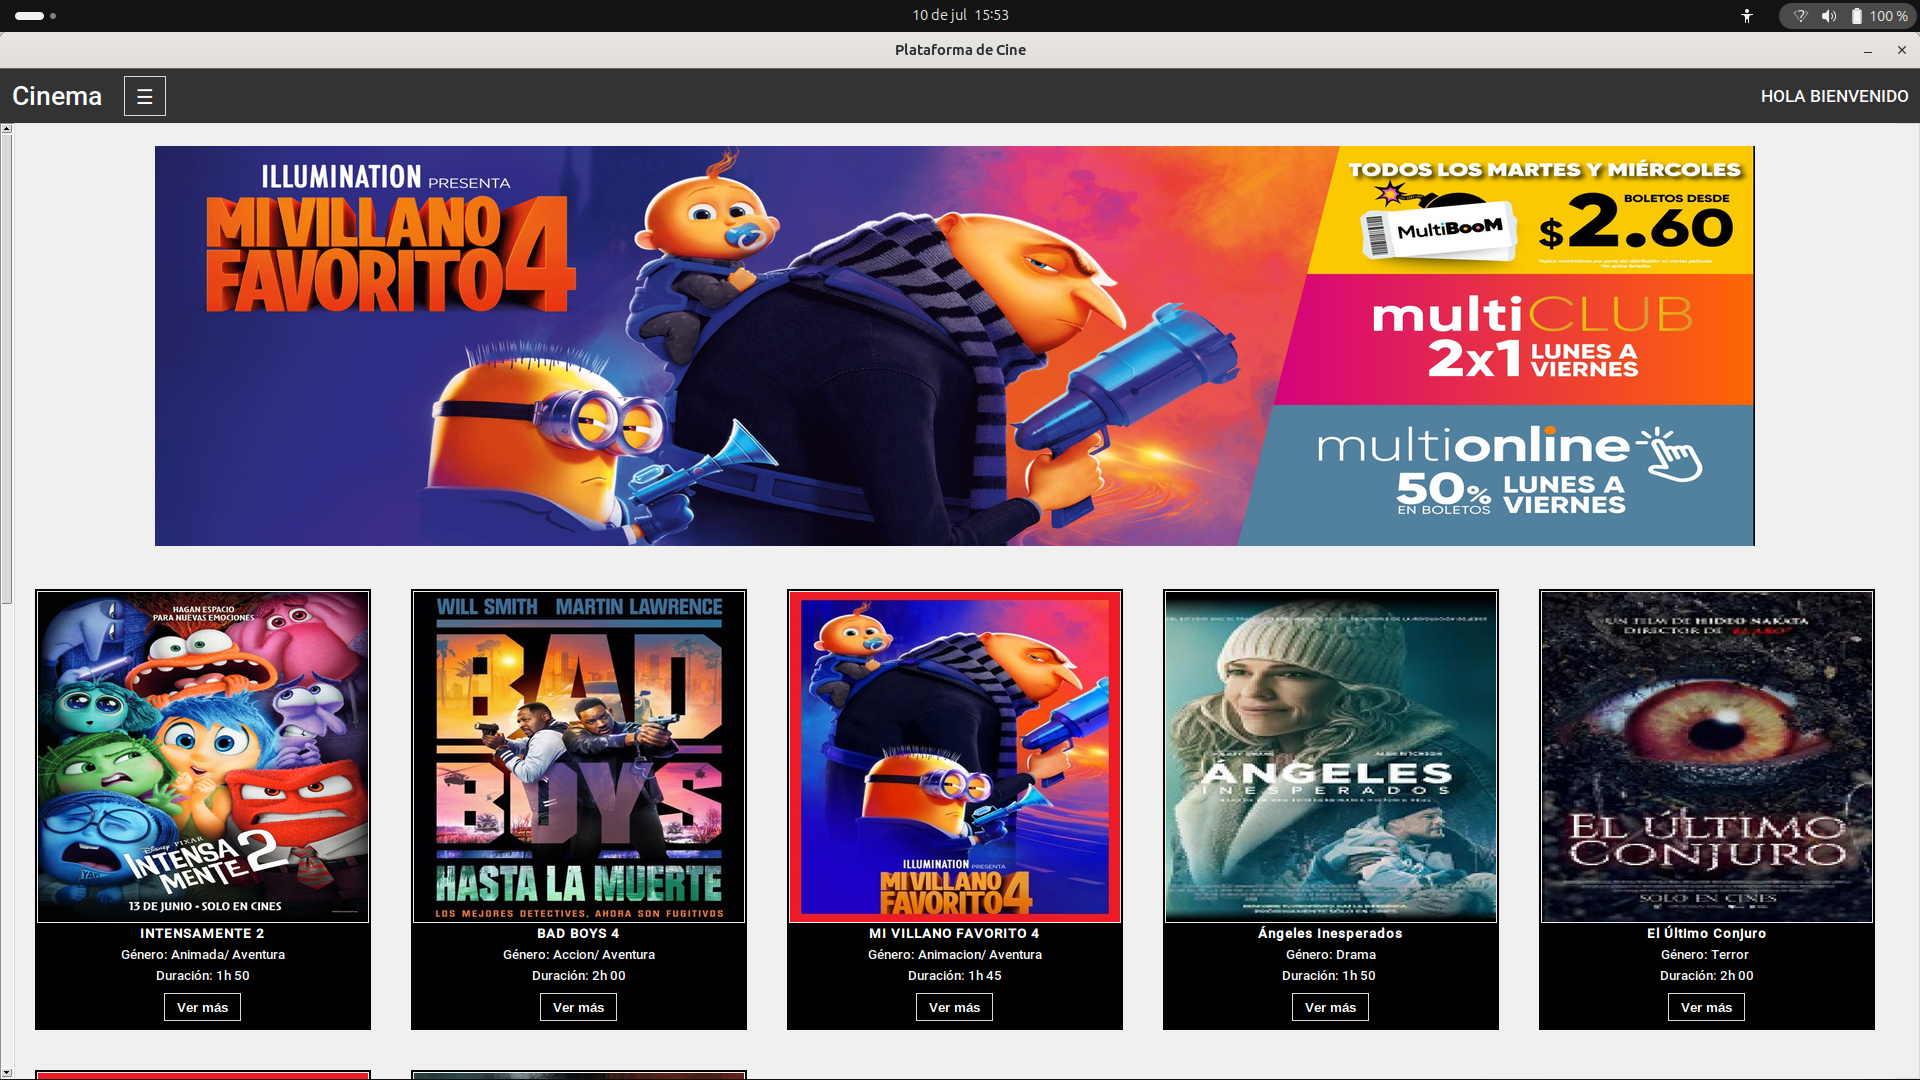 10 de jul 15:53
100 %
Plataforma de Cine
Cinema
☰
HOLA BIENVENIDO
ILLUMINATION PRESENTA
MI VILLANO
FAVORITO 4
TODOS LOS MARTES Y MIÉRCOLES
MultiBOOM
BOLETOS DESDE
$2.60
multiCLUB
2x1 LUNES A
VIERNES
multionline
50% LUNES A
EN BOLETOS VIERNES
HAGAN ESPACIO
PARA NUEVAS EMOCIONES
Disney PIXAR
INTENSA
MENTE 2
13 DE JUNIO - SOLO EN CINES
INTENSAMENTE 2
Género: Animada/ Aventura
Duración: 1h 50
Ver más
WILL SMITH MARTIN LAWRENCE
BAD
BOYS
HASTA LA MUERTE
LOS MEJORES DETECTIVES, AHORA SON FUGITIVOS
BAD BOYS 4
Género: Accion/ Aventura
Duración: 2h 00
Ver más
ILLUMINATION PRESENTA
MI VILLANO
FAVORITO 4
MI VILLANO FAVORITO 4
Género: Animacion/ Aventura
Duración: 1h 45
Ver más
ÁNGELES
INESPERADOS
Ángeles Inesperados
Género: Drama
Duración: 1h 50
Ver más
UN FILM DE HIDEO NAKATA
DIRECTOR DE "EL ARO"
EL ÚLTIMO
CONJURO
SOLO EN CINES
El Último Conjuro
Género: Terror
Duración: 2h 00
Ver más